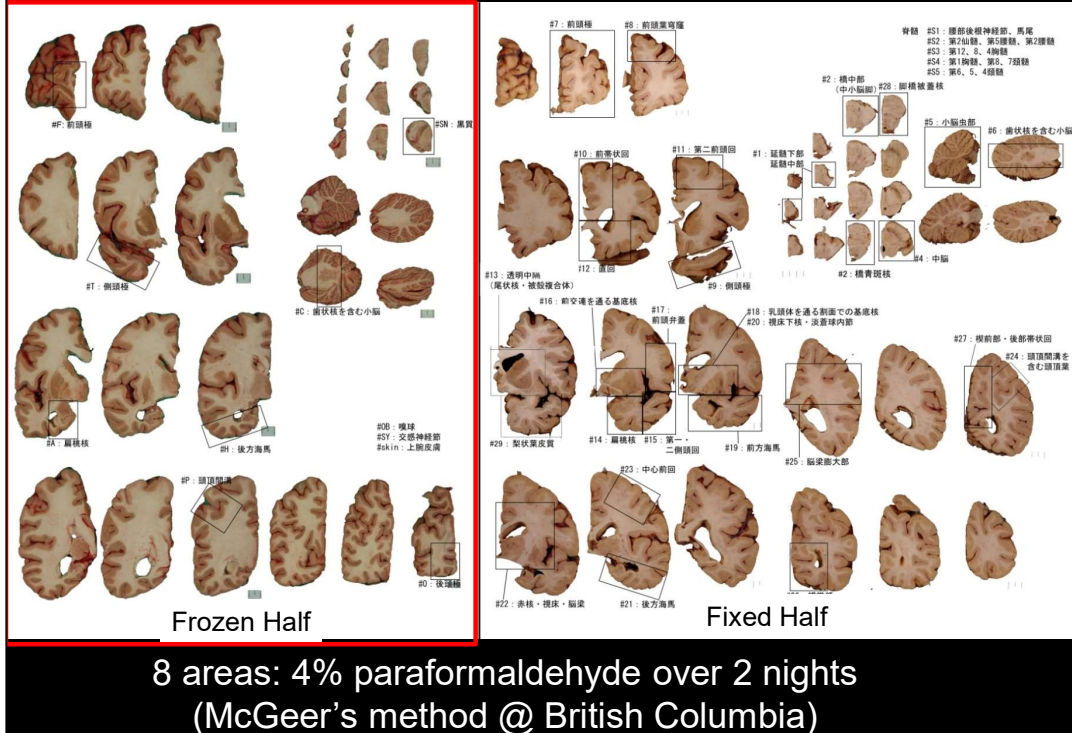 #F: 前頭極
#SN：黒質
#T：側頭極
#C：歯状核を含む小脳
#A：扁桃核
#H：後方海馬
#OB：嗅球
#SY：交感神経節
#skin：上腕皮膚
#P：頭頂間溝
#O：後頭極
Frozen Half
#7：前頭極
#8：前頭葉穹窿
脊髄 #S1：腰部後根神経節、馬尾
#S2：第2仙髄、第5腰髄、第2腰髄
#S3：第12、8、4胸髄
#S4：第1胸髄、第8、7頚髄
#S5：第6、5、4頚髄
#2：橋中部
(中小脳脚)
#28：脚橋被蓋核
#5：小脳虫部
#6：歯状核を含む小脳
#1：延髄下部
延髄中部
#10：前帯状回
#11：第二前頭回
#12：直回
#9：側頭極
#2：橋青斑核
#4：中脳
#13：透明中隔
(尾状核・被殻複合体)
#16：前交連を通る基底核
#17：
前頭弁蓋
#18：乳頭体を通る割面での基底核
#20：視床下核・淡蒼球内節
#27：楔前部・後部帯状回
#24：頭頂間溝を
含む頭頂葉
#29：梨状葉皮質
#14：扁桃核
#15：第一・
二側頭回
#19：前方海馬
#25：脳梁膨大部
#23：中心前回
#22：赤核・視床・脳梁
#21：後方海馬
Fixed Half
8 areas: 4% paraformaldehyde over 2 nights
(McGeer's method @ British Columbia)